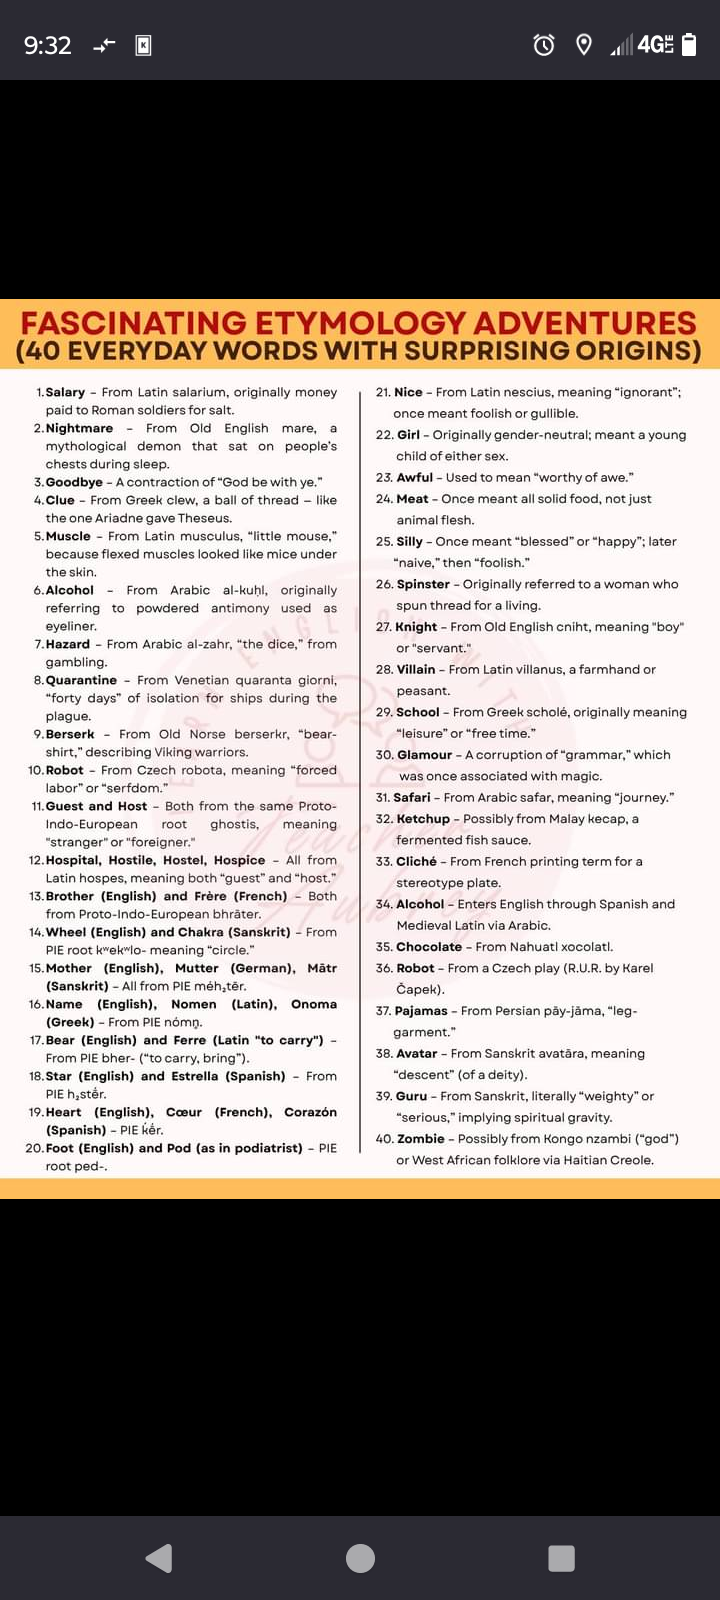 9:32
4G LTE
FASCINATING ETYMOLOGY ADVENTURES
(40 EVERYDAY WORDS WITH SURPRISING ORIGINS)
1. Salary – From Latin salarium, originally money
paid to Roman soldiers for salt.
2. Nightmare – From Old English mare, a
mythological demon that sat on people's
chests during sleep.
3. Goodbye – A contraction of “God be with ye.”
4. Clue – From Greek clew, a ball of thread – like
the one Ariadne gave Theseus.
5. Muscle – From Latin musculus, “little mouse,”
because flexed muscles looked like mice under
the skin.
6. Alcohol – From Arabic al-kuḥl, originally
referring to powdered antimony used as
eyeliner.
7. Hazard – From Arabic al-zahr, “the dice,” from
gambling.
8. Quarantine – From Venetian quaranta giorni,
“forty days” of isolation for ships during the
plague.
9. Berserk – From Old Norse berserkr, “bear-
shirt,” describing Viking warriors.
10. Robot – From Czech robota, meaning “forced
labor” or “serfdom.”
11. Guest and Host – Both from the same Proto-
Indo-European root ghostis, meaning
"stranger" or "foreigner."
12. Hospital, Hostile, Hostel, Hospice – All from
Latin hospes, meaning both “guest” and “host.”
13. Brother (English) and Frère (French) – Both
from Proto-Indo-European bhrāter.
14. Wheel (English) and Chakra (Sanskrit) – From
PIE root kʷekʷlo- meaning “circle.”
15. Mother (English), Mutter (German), Mātr
(Sanskrit) – All from PIE méh₂tēr.
16. Name (English), Nomen (Latin), Onoma
(Greek) – From PIE nómn̥.
17. Bear (English) and Ferre (Latin "to carry") –
From PIE bher- (“to carry, bring”).
18. Star (English) and Estrella (Spanish) – From
PIE h₂stḗr.
19. Heart (English), Cœur (French), Corazón
(Spanish) – PIE ḱḗr.
20. Foot (English) and Pod (as in podiatrist) – PIE
root ped-.
21. Nice – From Latin nescius, meaning “ignorant”;
once meant foolish or gullible.
22. Girl – Originally gender-neutral; meant a young
child of either sex.
23. Awful – Used to mean “worthy of awe.”
24. Meat – Once meant all solid food, not just
animal flesh.
25. Silly – Once meant “blessed” or “happy”; later
“naive,” then “foolish.”
26. Spinster – Originally referred to a woman who
spun thread for a living.
27. Knight – From Old English cniht, meaning "boy"
or "servant."
28. Villain – From Latin villanus, a farmhand or
peasant.
29. School – From Greek scholé, originally meaning
“leisure” or “free time.”
30. Glamour – A corruption of “grammar,” which
was once associated with magic.
31. Safari – From Arabic safar, meaning “journey.”
32. Ketchup – Possibly from Malay kecap, a
fermented fish sauce.
33. Cliché – From French printing term for a
stereotype plate.
34. Alcohol – Enters English through Spanish and
Medieval Latin via Arabic.
35. Chocolate – From Nahuatl xocolatl.
36. Robot – From a Czech play (R.U.R. by Karel
Čapek).
37. Pajamas – From Persian pāy-jāma, “leg-
garment.”
38. Avatar – From Sanskrit avatāra, meaning
“descent” (of a deity).
39. Guru – From Sanskrit, literally “weighty” or
“serious,” implying spiritual gravity.
40. Zombie – Possibly from Kongo nzambi (“god”)
or West African folklore via Haitian Creole.
LEARN ENGLISH WITH
Teacher
Aubrey